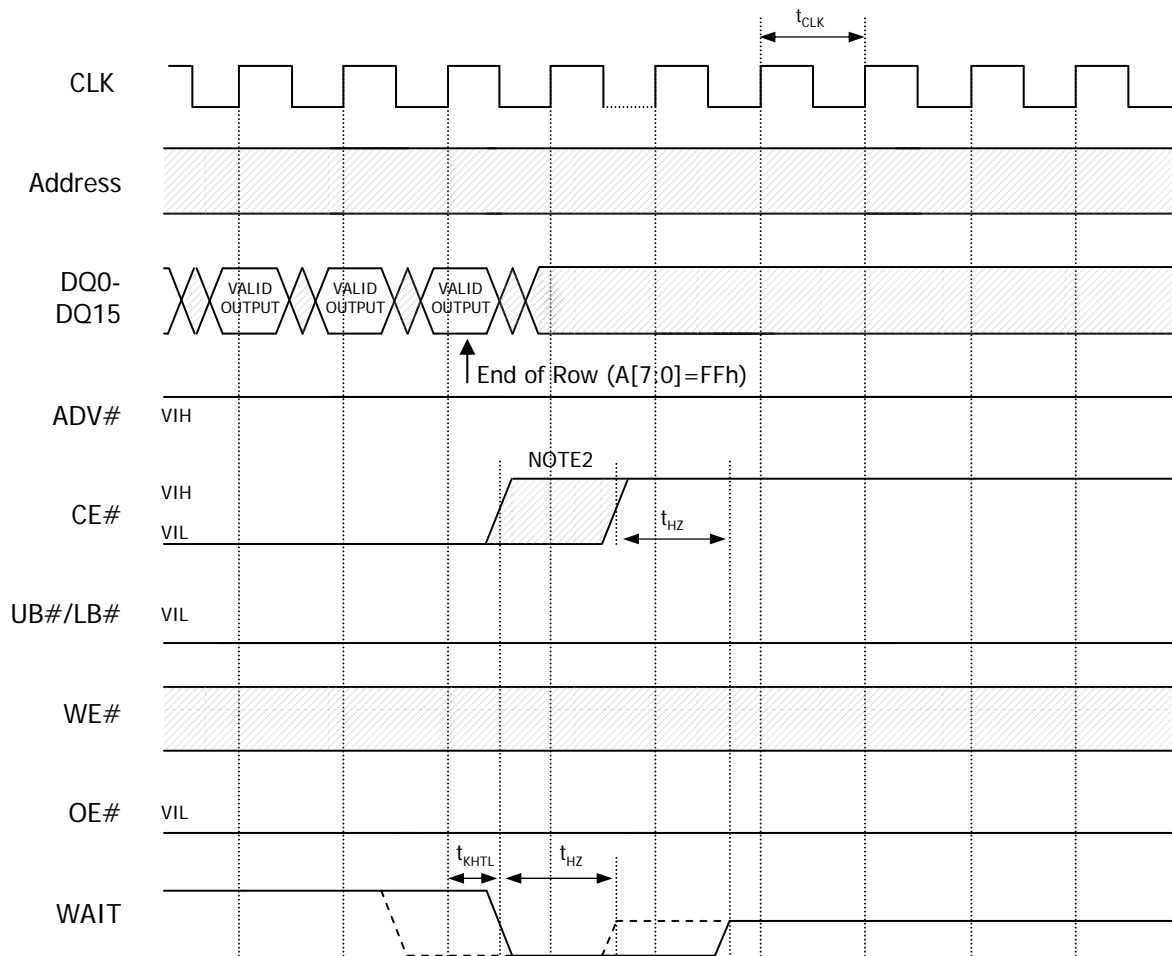 tCLK
CLK
Address
DQ0-
DQ15
VALID
OUTPUT
VALID
OUTPUT
VALID
OUTPUT
End of Row (A[7:0]=FFh)
ADV#
VIH
NOTE2
VIH
CE#
VIL
tHZ
UB#/LB#
VIL
WE#
OE#
VIL
tKHTL
tHZ
WAIT